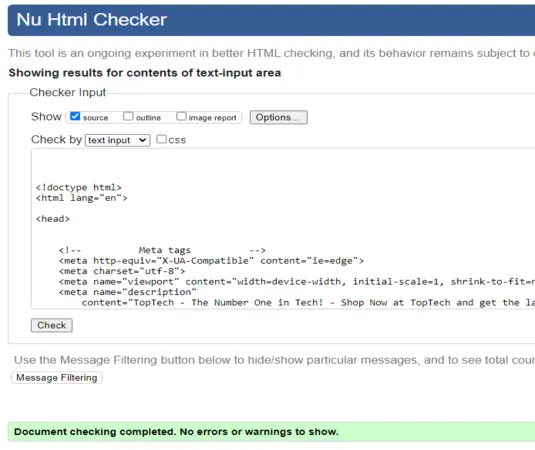 Nu Html Checker
This tool is an ongoing experiment in better HTML checking, and its behavior remains subject to
Showing results for contents of text-input area
Checker Input
Show source outline image report Options...
Check by text input css
<!doctype html>
<html lang="en">
<head>
<!-- Meta tags -->
<meta http-equiv="X-UA-Compatible" content="ie=edge">
<meta charset="utf-8">
<meta name="viewport" content="width=device-width, initial-scale=1, shrink-to-fit=
<meta name="description"
content="TopTech - The Number One in Tech! - Shop Now at TopTech and get the la
Check
Use the Message Filtering button below to hide/show particular messages, and to see total cou
Message Filtering
Document checking completed. No errors or warnings to show.